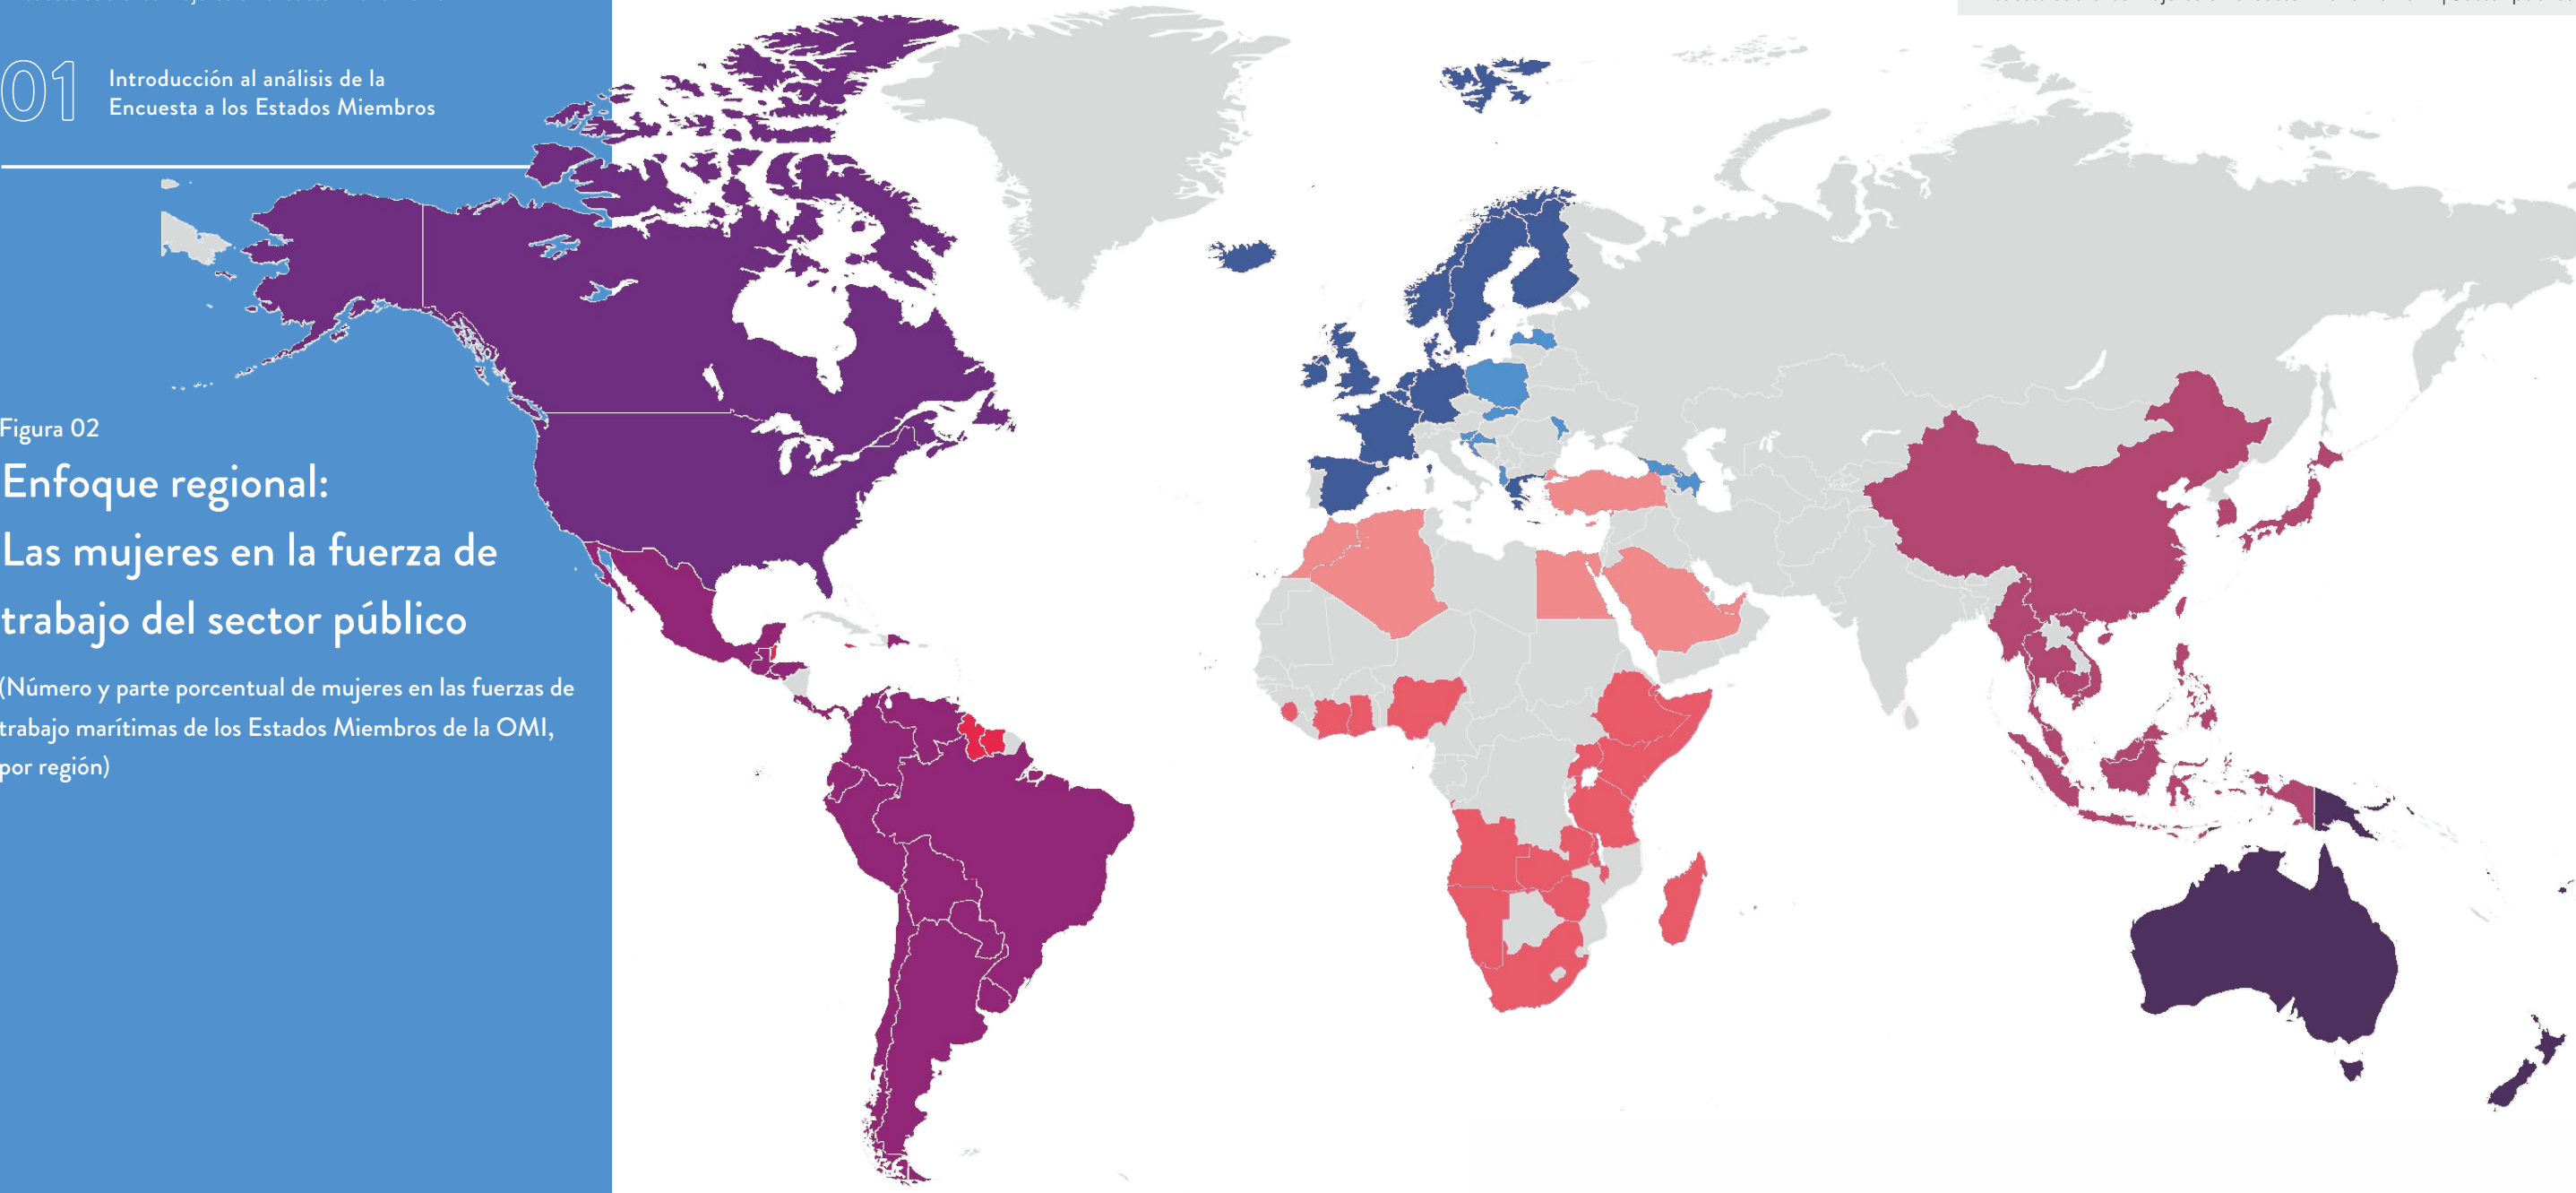 01
Introducción al análisis de la
Encuesta a los Estados Miembros
Figura 02
Enfoque regional:
Las mujeres en la fuerza de
trabajo del sector público
(Número y parte porcentual de mujeres en las fuerzas de
trabajo marítimas de los Estados Miembros de la OMI,
por región)